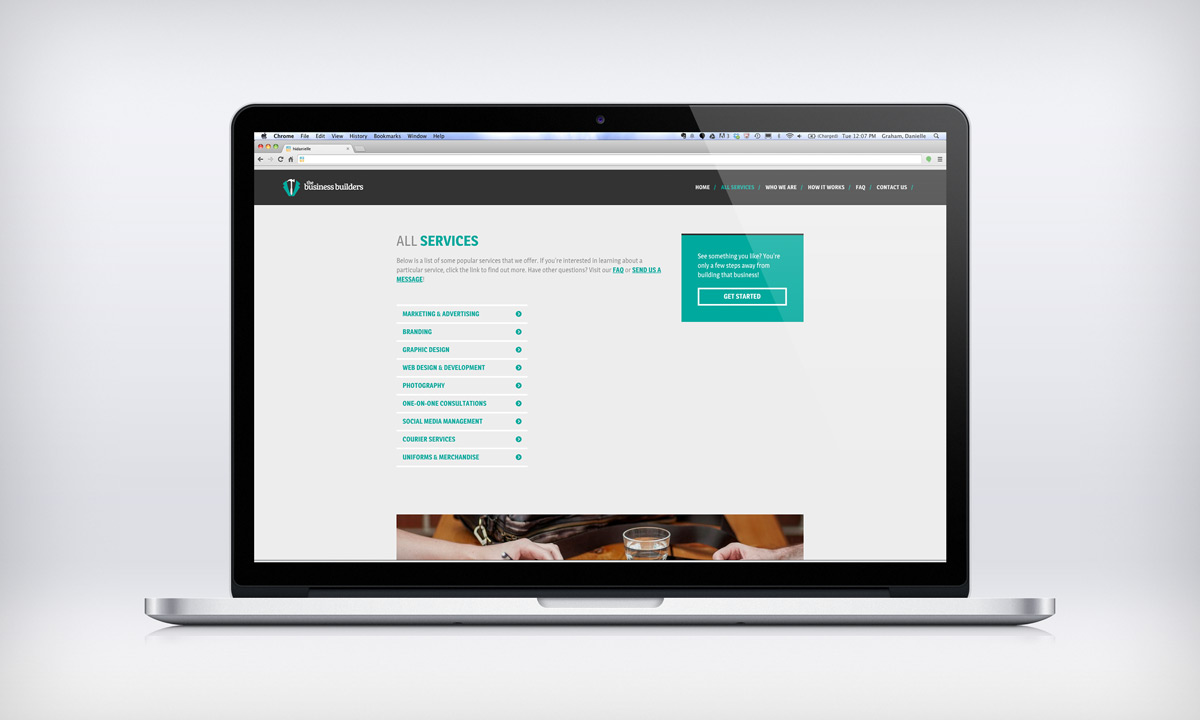 Chrome File Edit View History Bookmarks Window Help
(Charged) Tue 12:07 PM Graham, Danielle
the
business builders
HOME / ALL SERVICES / WHO WE ARE / HOW IT WORKS / FAQ / CONTACT US /
ALL SERVICES
Below is a list of some popular services that we offer. If you're interested in learning about a
particular service, click the link to find out more. Have other questions? Visit our FAQ or SEND US A
MESSAGE!
See something you like? You're
only a few steps away from
building that business!
GET STARTED
MARKETING & ADVERTISING
BRANDING
GRAPHIC DESIGN
WEB DESIGN & DEVELOPMENT
PHOTOGRAPHY
ONE-ON-ONE CONSULTATIONS
SOCIAL MEDIA MANAGEMENT
COURIER SERVICES
UNIFORMS & MERCHANDISE